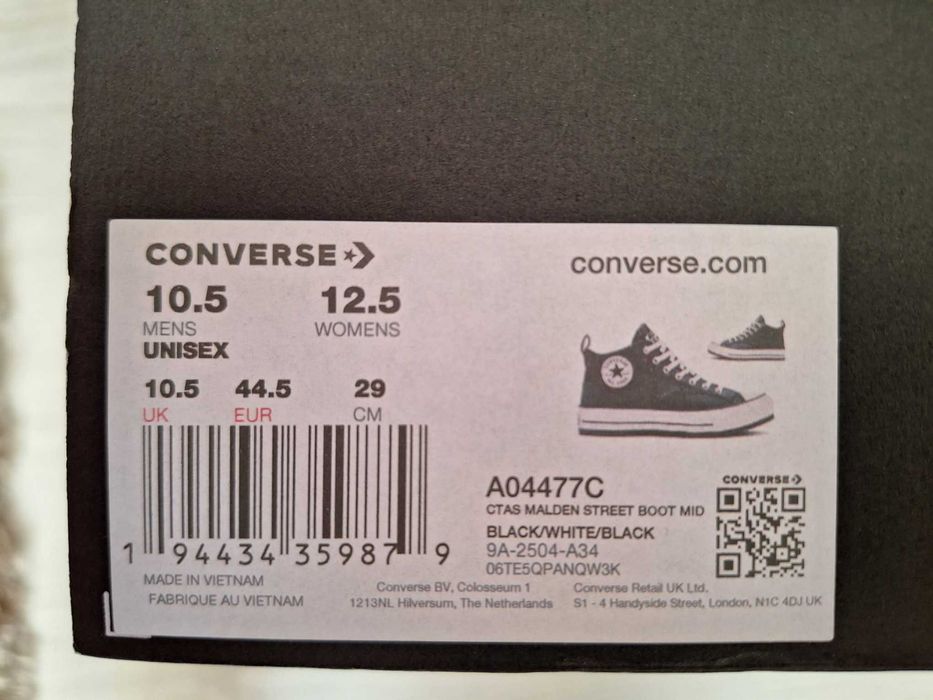 CONVERSE
converse.com
10.5 12.5
MENS WOMENS
UNISEX
10.5 44.5 29
UK EUR CM
A04477C
CTAS MALDEN STREET BOOT MID
BLACK/WHITE/BLACK
9A-2504-A34
06TE5QPANQW3K
CONVERSE
1 94434 35987 9
MADE IN VIETNAM
FABRIQUE AU VIETNAM
Converse BV, Colosseum 1
1213NL Hilversum, The Netherlands
Converse Retail UK Ltd.
S1 - 4 Handyside Street, London, N1C 4DJ UK